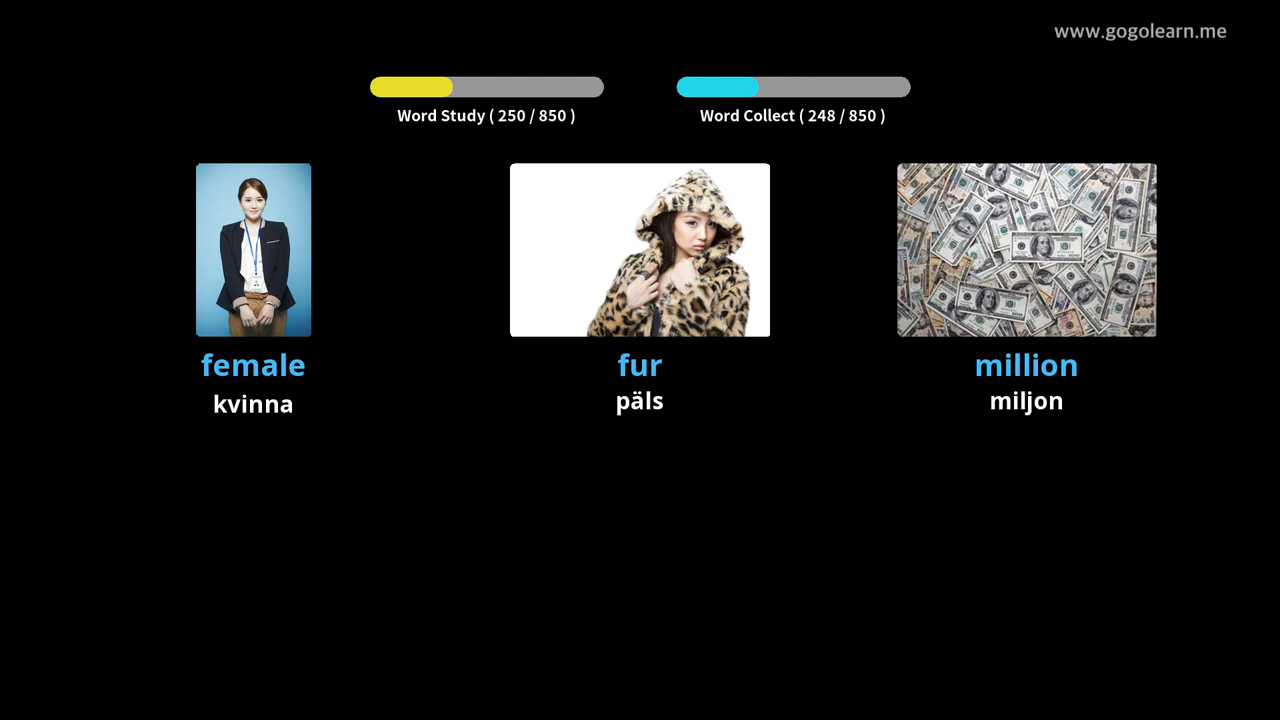 www.gogolearn.me
Word Study ( 250 / 850 )
Word Collect ( 248 / 850 )
female
kvinna
fur
päls
million
miljon